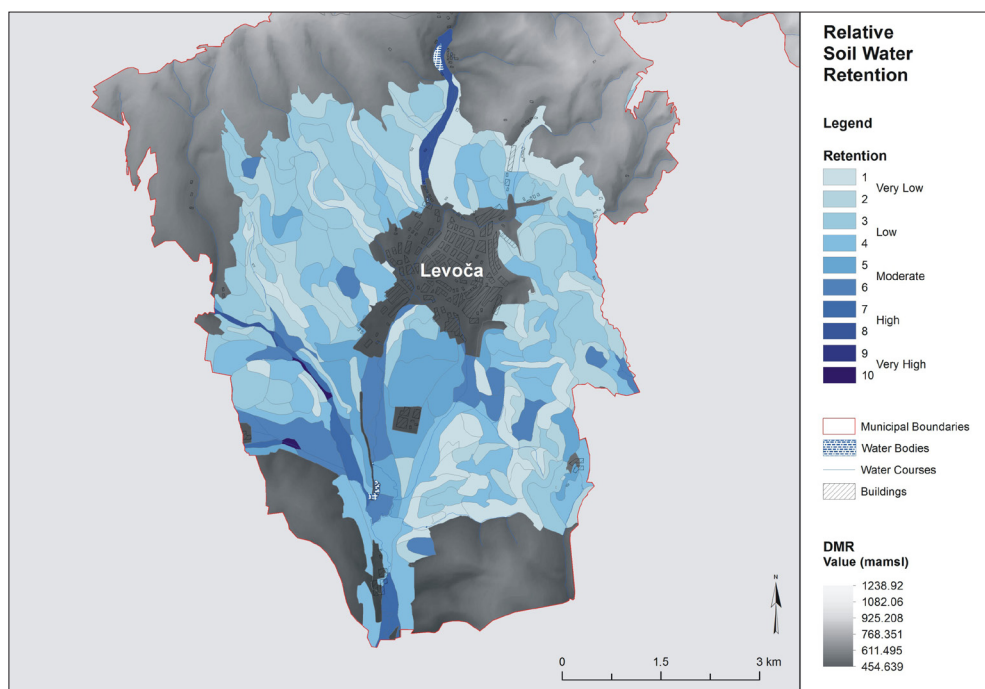 Levoča
0
1.5
3 km
N
Relative
Soil Water
Retention
Legend
Retention
1
Very Low
2
3
Low
4
5
Moderate
6
7
High
8
9
Very High
10
Municipal Boundaries
Water Bodies
Water Courses
Buildings
DMR
Value (mamsl)
1238.92
1082.06
925.208
768.351
611.495
454.639